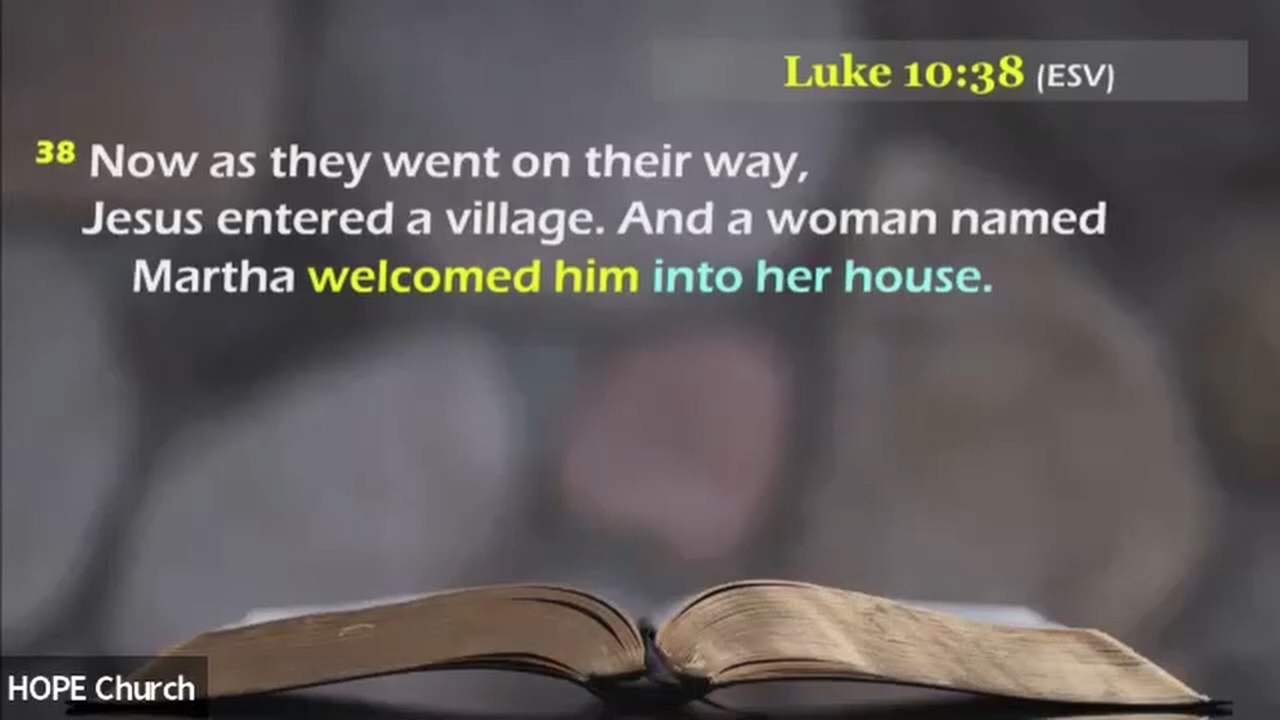 Luke 10:38 (ESV)
38 Now as they went on their way,
Jesus entered a village. And a woman named
Martha welcomed him into her house.
HOPE Church